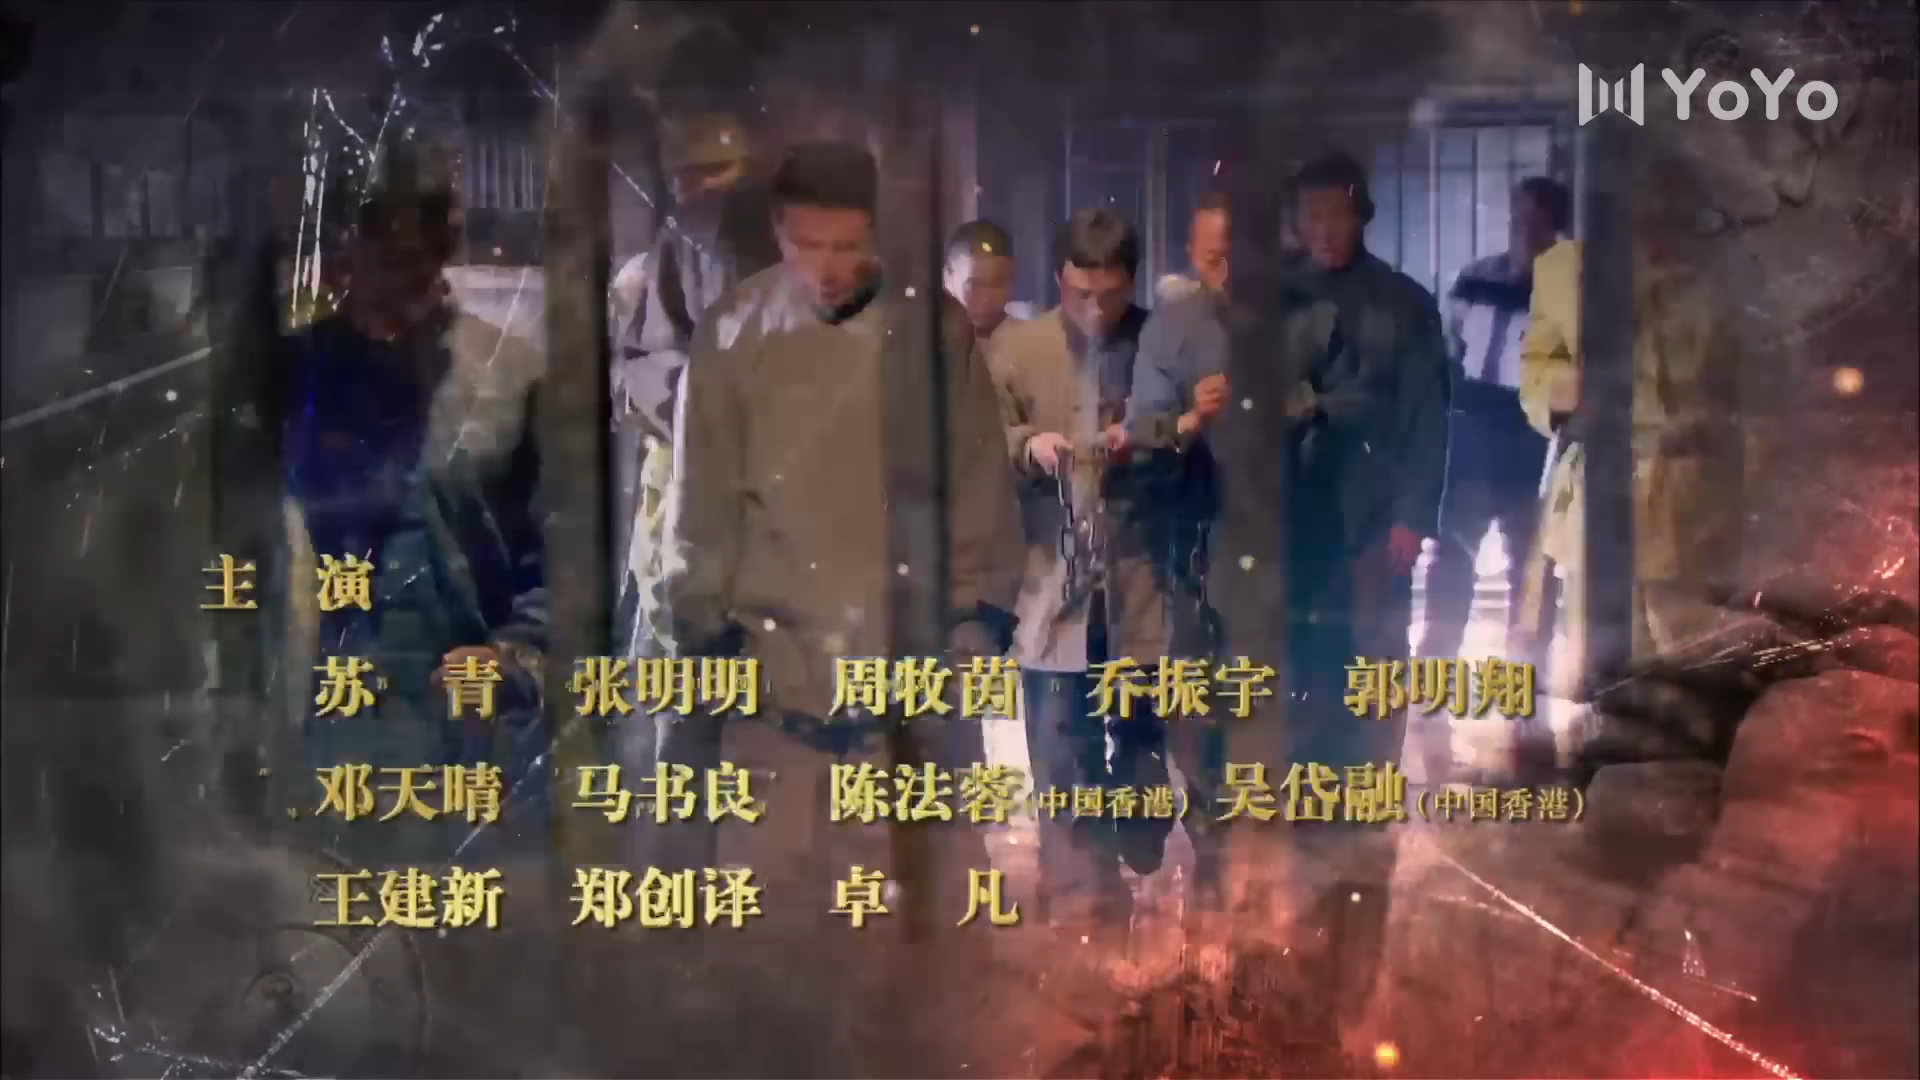 YoYo
主 演
苏 青 张明明 周牧茵 乔振宇 郭明翔
邓天晴 马书良 陈法蓉(中国香港) 吴岱融(中国香港)
王建新 郑创译 卓 凡